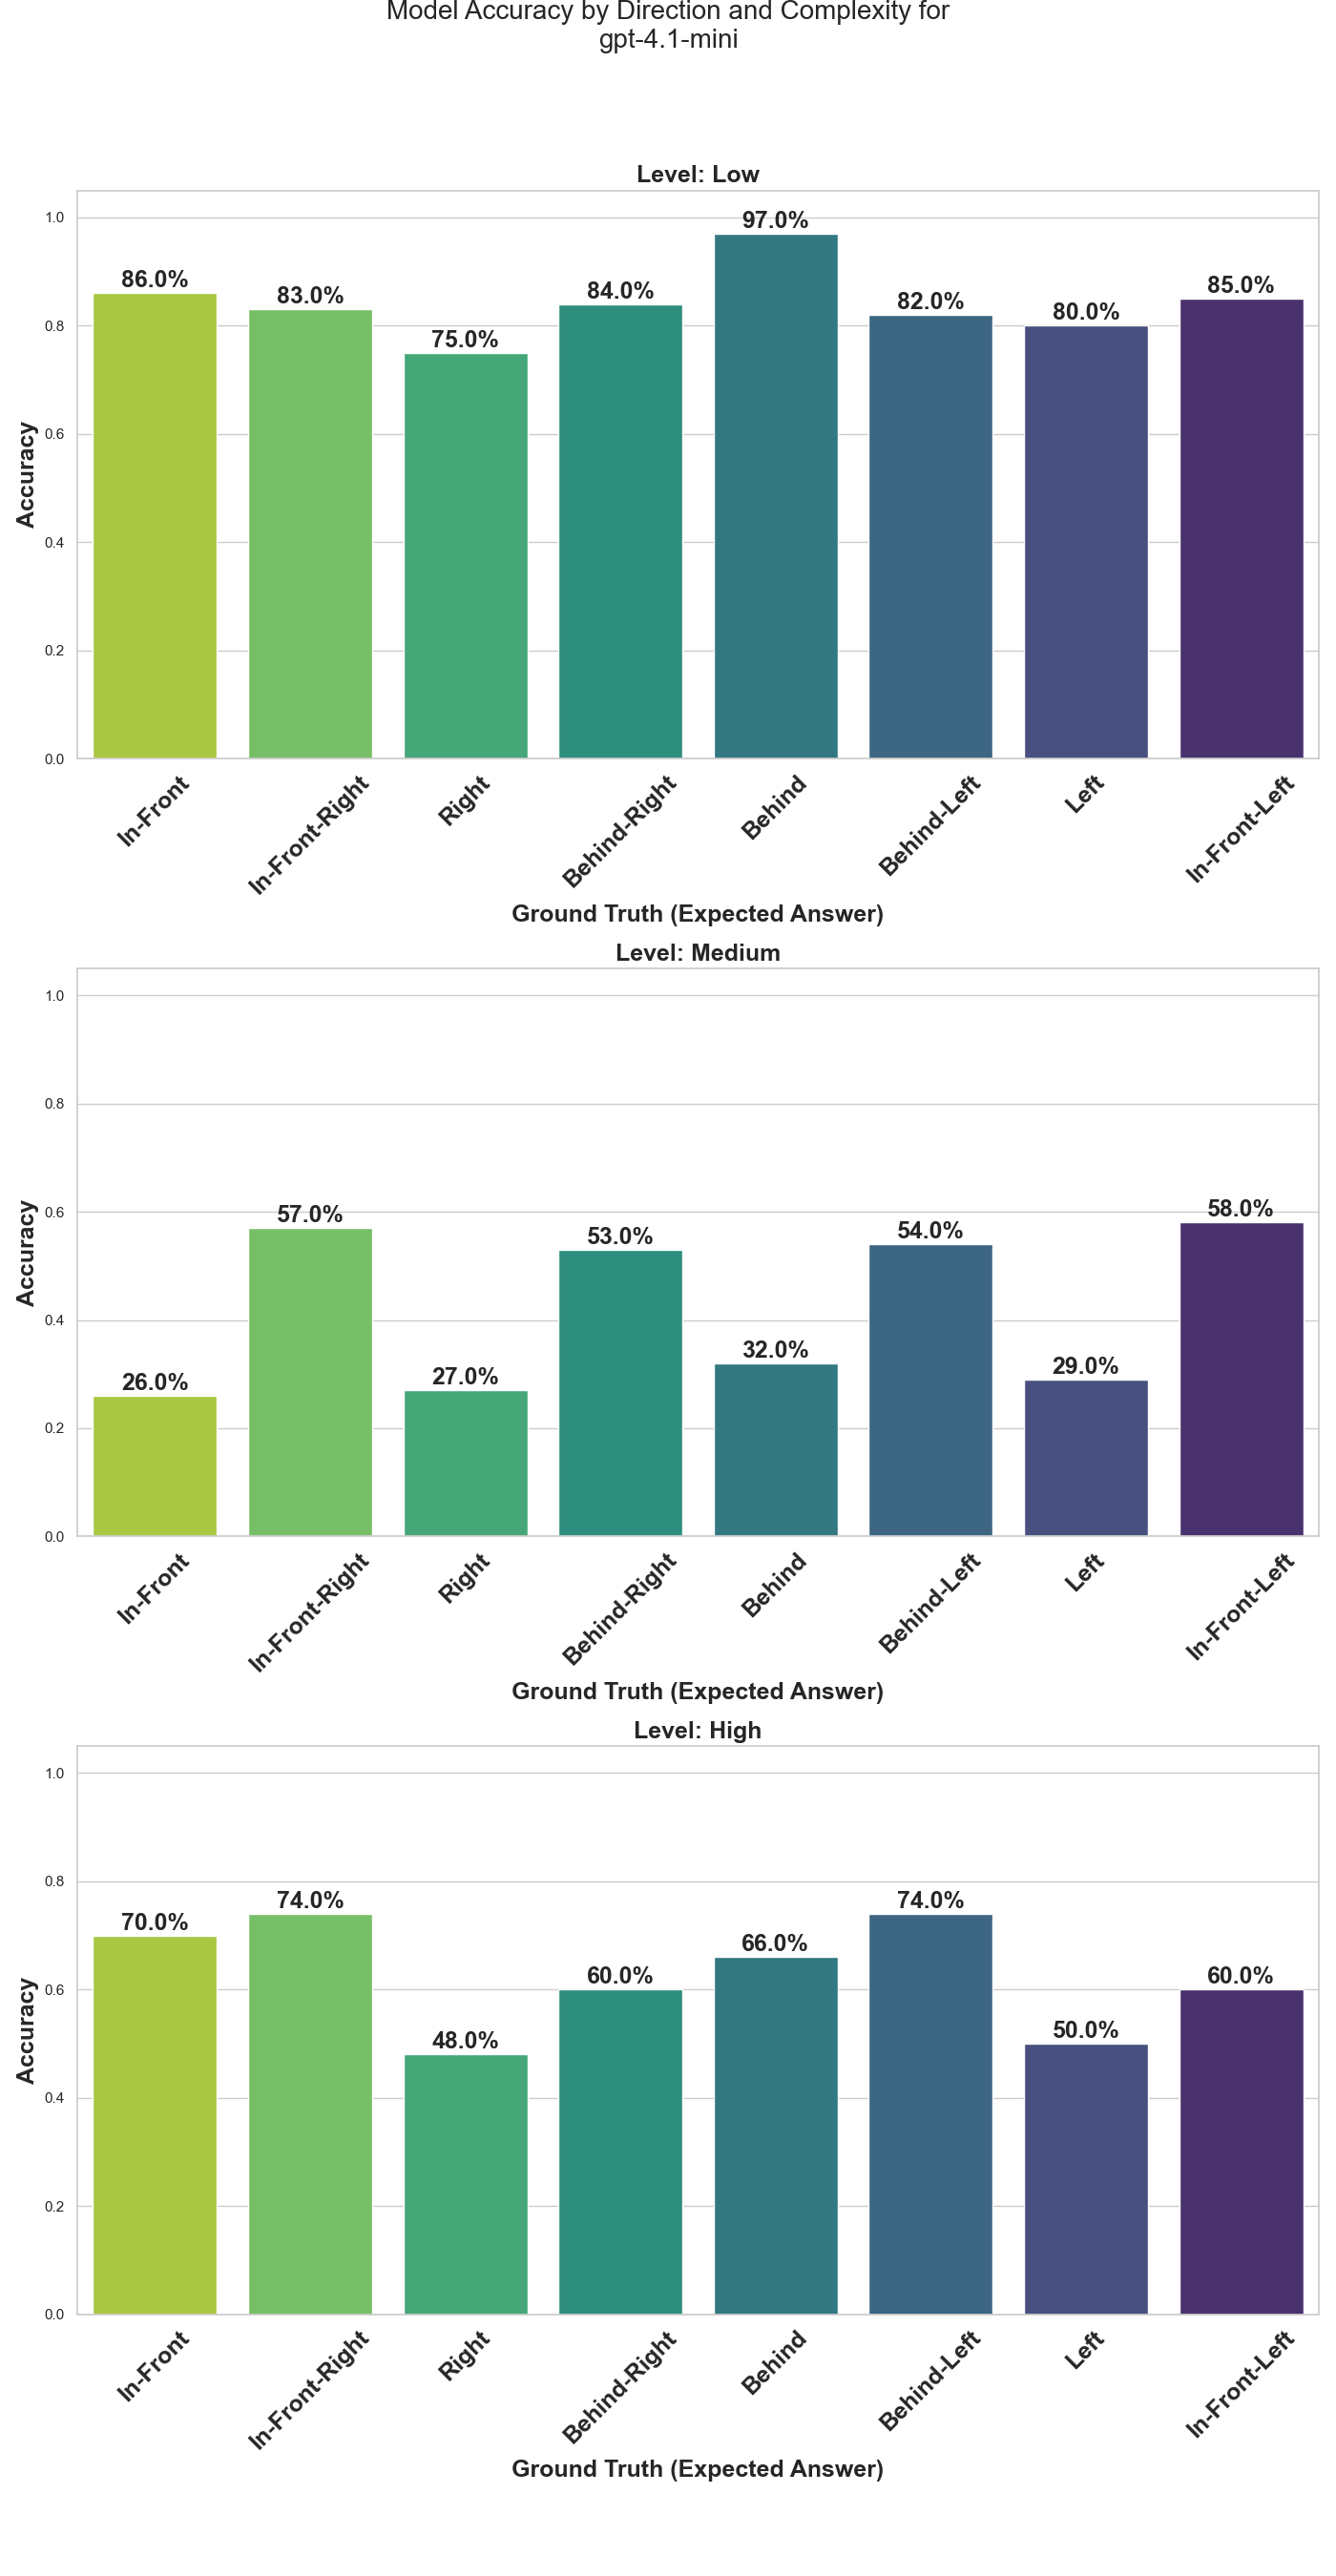 Model Accuracy by Direction and Complexity for
gpt-4.1-mini
Level: Low
1.0
0.8
0.6
0.4
0.2
0.0
Accuracy
86.0%
83.0%
75.0%
84.0%
97.0%
82.0%
80.0%
85.0%
In-Front
In-Front-Right
Right
Behind-Right
Behind
Behind-Left
Left
In-Front-Left
Ground Truth (Expected Answer)
Level: Medium
1.0
0.8
0.6
0.4
0.2
0.0
Accuracy
26.0%
57.0%
27.0%
53.0%
32.0%
54.0%
29.0%
58.0%
In-Front
In-Front-Right
Right
Behind-Right
Behind
Behind-Left
Left
In-Front-Left
Ground Truth (Expected Answer)
Level: High
1.0
0.8
0.6
0.4
0.2
0.0
Accuracy
70.0%
74.0%
48.0%
60.0%
66.0%
74.0%
50.0%
60.0%
In-Front
In-Front-Right
Right
Behind-Right
Behind
Behind-Left
Left
In-Front-Left
Ground Truth (Expected Answer)